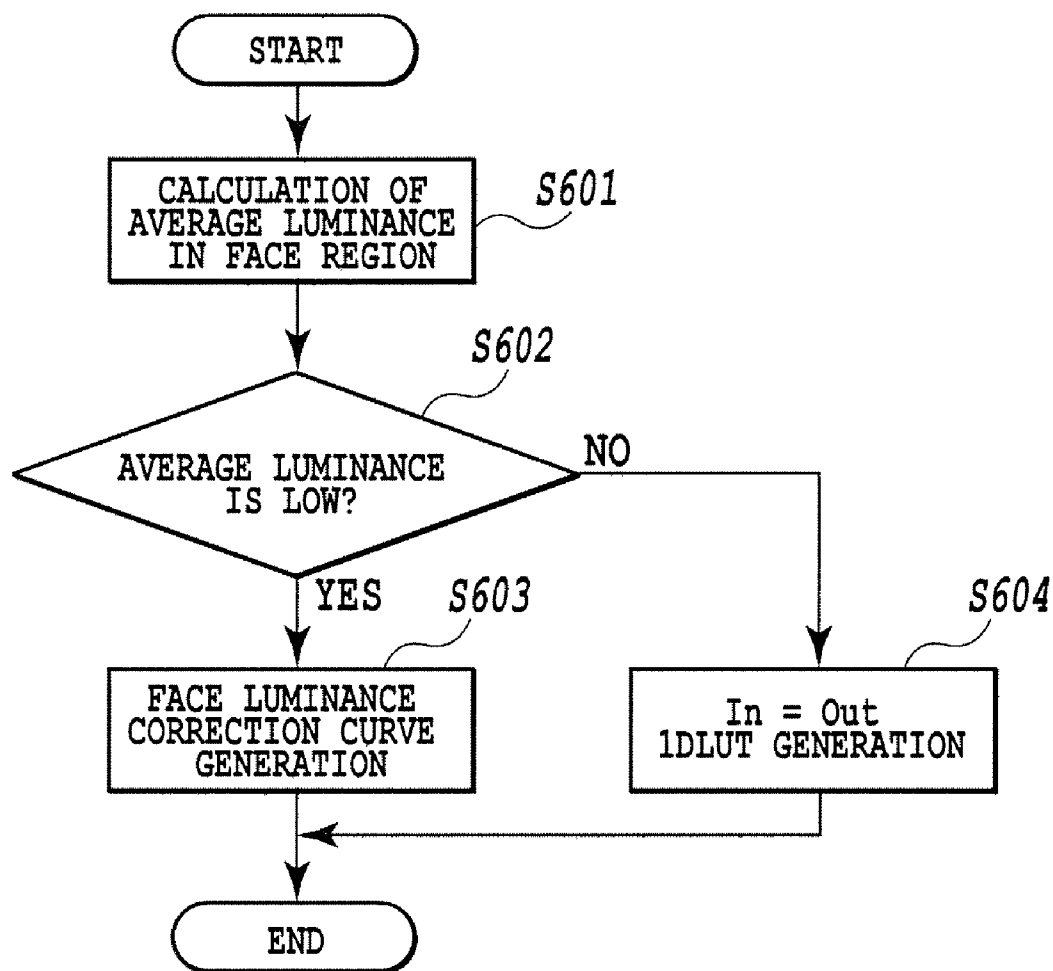 START
CALCULATION OF
AVERAGE LUMINANCE
IN FACE REGION
S601
S602
AVERAGE LUMINANCE
IS LOW?
NO
YES
S603
FACE LUMINANCE
CORRECTION CURVE
GENERATION
S604
In = Out
1DLUT GENERATION
END